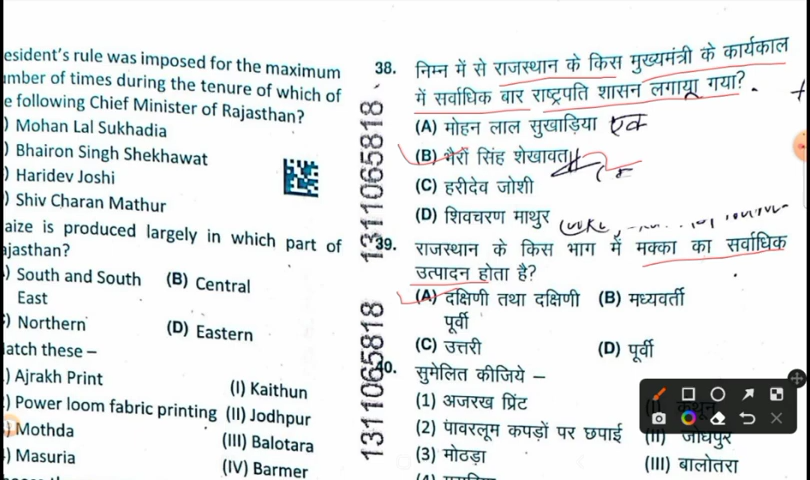 esident's rule was imposed for the maximum
mber of times during the tenure of which of
e following Chief Minister of Rajasthan?
) Mohan Lal Sukhadia
) Bhairon Singh Shekhawat
) Haridev Joshi
) Shiv Charan Mathur
aize is produced largely in which part of
ajasthan?
) South and South East (B) Central
) Northern (D) Eastern
atch these –
) Ajrakh Print (I) Kaithun
) Power loom fabric printing (II) Jodhpur
) Mothda (III) Balotara
) Masuria (IV) Barmer
1311065818
1311065818
38. निम्न में से राजस्थान के किस मुख्यमंत्री के कार्यकाल
में सर्वाधिक बार राष्ट्रपति शासन लगाया गया?
(A) मोहन लाल सुखाड़िया एक
(B) भैरों सिंह शेखावत
(C) हरीदेव जोशी
(D) शिवचरण माथुर
39. राजस्थान के किस भाग में मक्का का सर्वाधिक
उत्पादन होता है?
(A) दक्षिणी तथा दक्षिणी पूर्वी (B) मध्यवर्ती
(C) उत्तरी (D) पूर्वी
40. सुमेलित कीजिये –
(1) अजरख प्रिंट (I) कैथून
(2) पावरलूम कपड़ों पर छपाई (II) जोधपुर
(3) मोठड़ा (III) बालोतरा